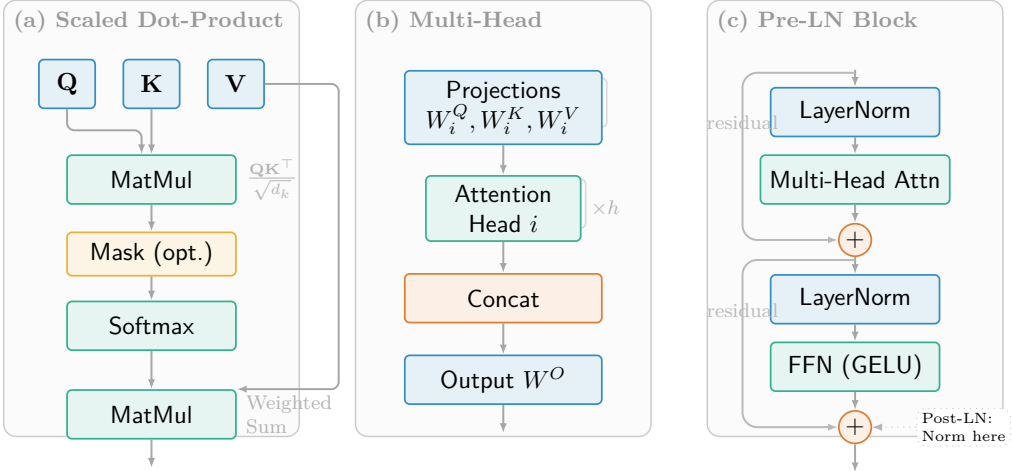 (a) Scaled Dot-Product
Q
K
V
MatMul
QK⊤
√dk
Mask (opt.)
Softmax
MatMul
Weighted
Sum
(b) Multi-Head
Projections
W_i^Q, W_i^K, W_i^V
Attention
Head i
×h
Concat
Output W^O
(c) Pre-LN Block
LayerNorm
residual
Multi-Head Attn
+
LayerNorm
residual
FFN (GELU)
+
Post-LN:
Norm here